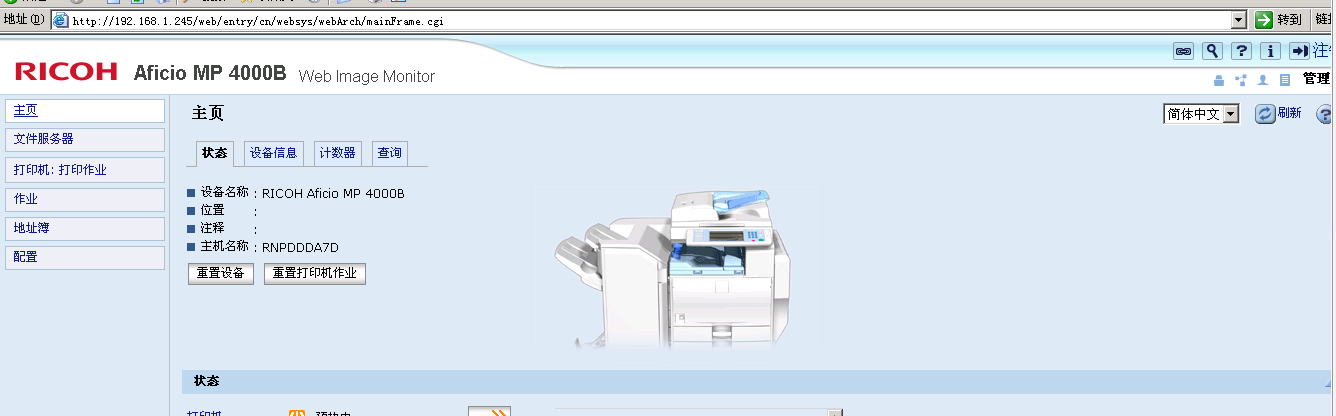 地址(D) http://192.168.1.245/web/entry/cn/websys/webArch/mainFrame.cgi 转到
RICOH Aficio MP 4000B Web Image Monitor
管理
主页
文件服务器
打印机: 打印作业
作业
地址簿
配置
主页
简体中文 刷新
状态 设备信息 计数器 查询
设备名称 : RICOH Aficio MP 4000B
位置 :
注释 :
主机名称 : RNPDDDA7D
重置设备 重置打印机作业
状态
打印机 预热中